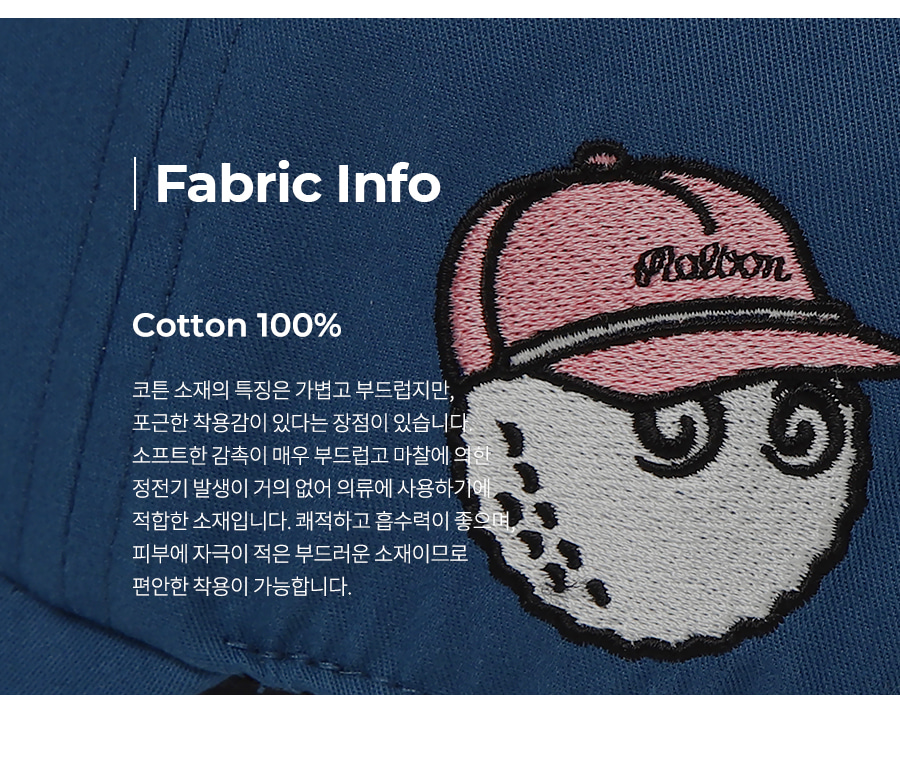 Fabric Info
Malbon
Cotton 100%
코튼 소재의 특징은 가볍고 부드럽지만,
포근한 착용감이 있다는 장점이 있습니다.
소프트한 감촉이 매우 부드럽고 마찰에 의한
정전기 발생이 거의 없어 의류에 사용하기에
적합한 소재입니다. 쾌적하고 흡수력이 좋으며,
피부에 자극이 적은 부드러운 소재이므로
편안한 착용이 가능합니다.